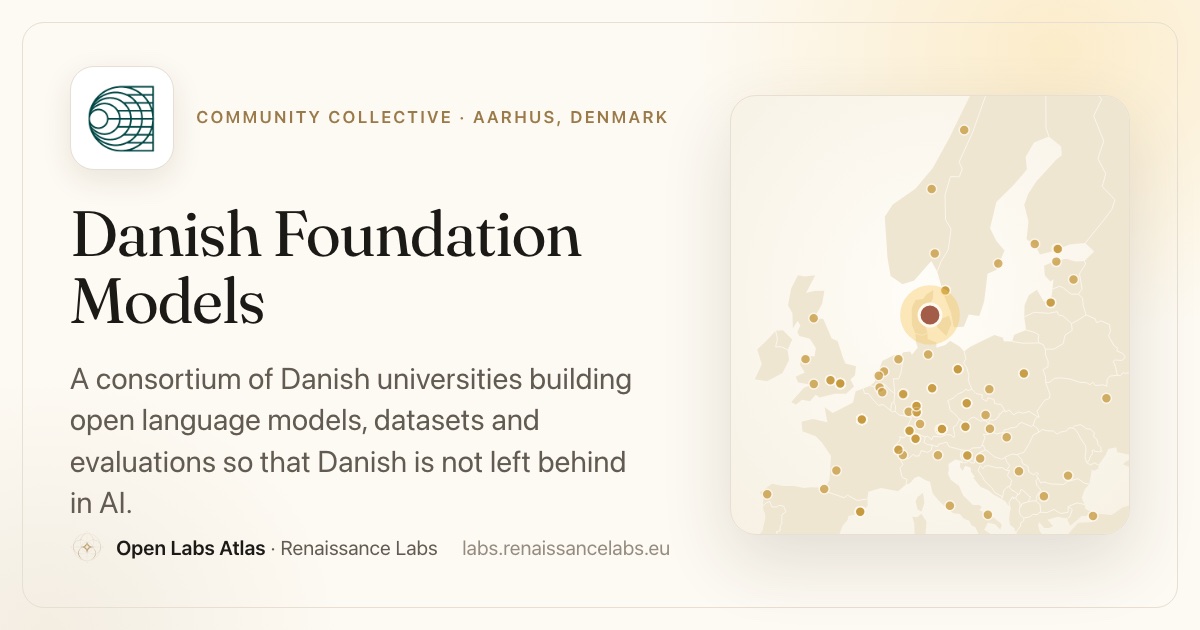 COMMUNITY COLLECTIVE · AARHUS, DENMARK
Danish Foundation
Models
A consortium of Danish universities building
open language models, datasets and
evaluations so that Danish is not left behind
in AI.
Open Labs Atlas · Renaissance Labs labs.renaissancelabs.eu